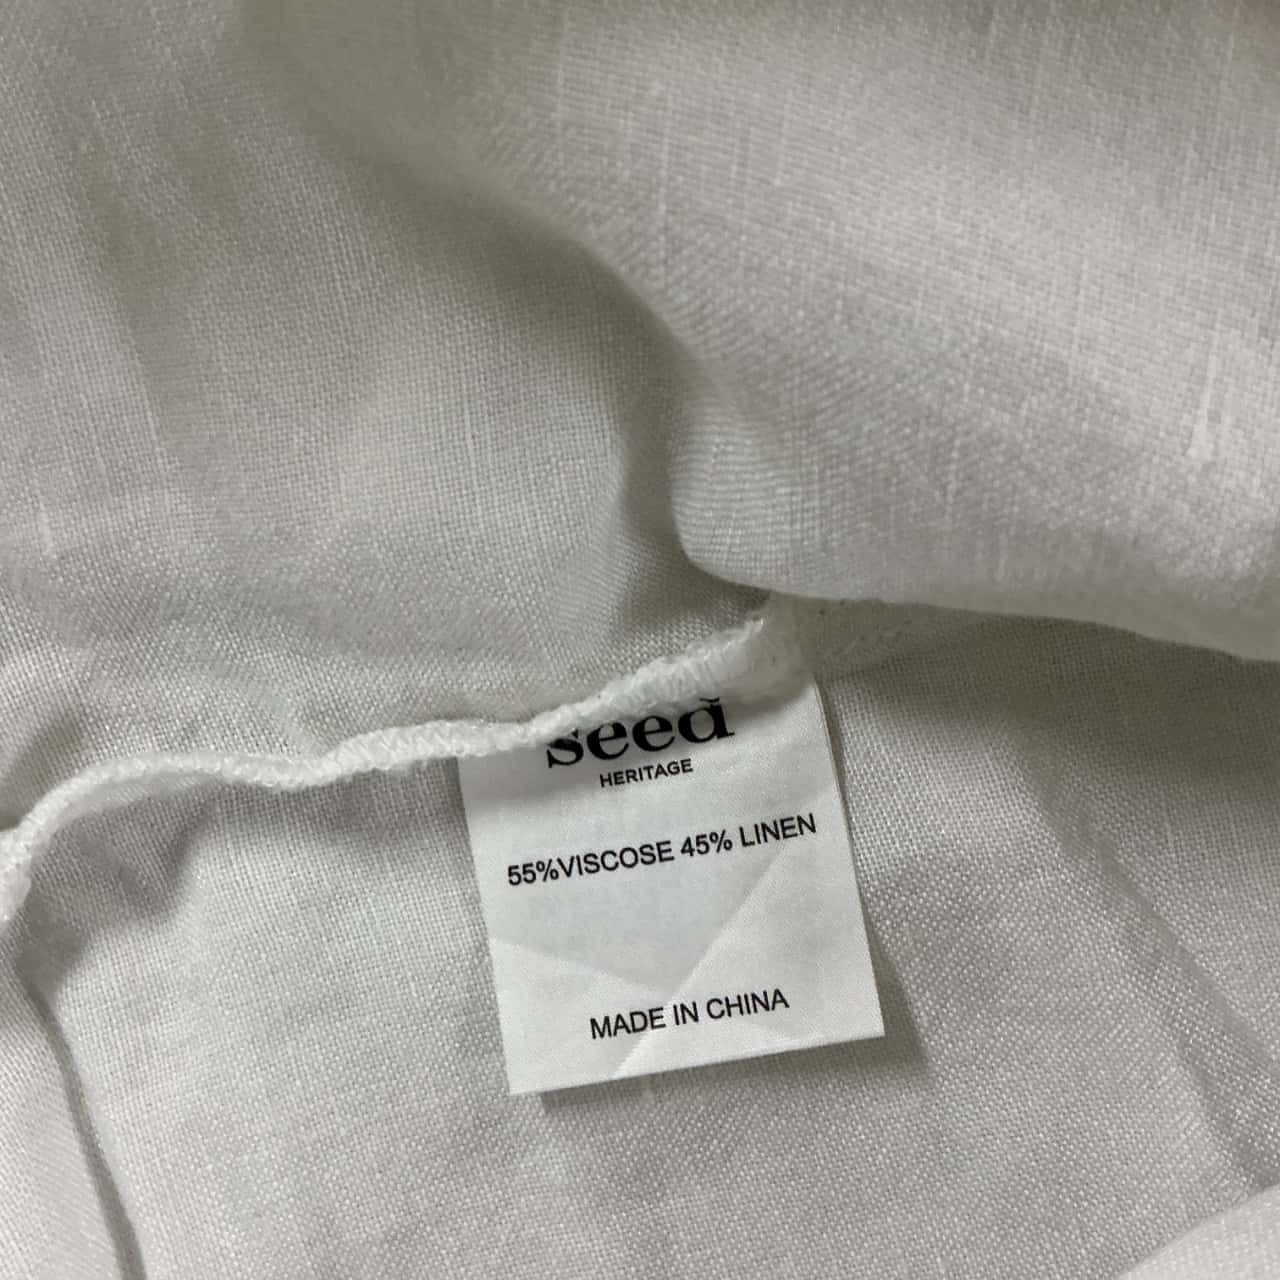 seed
HERITAGE
55%VISCOSE 45% LINEN
MADE IN CHINA